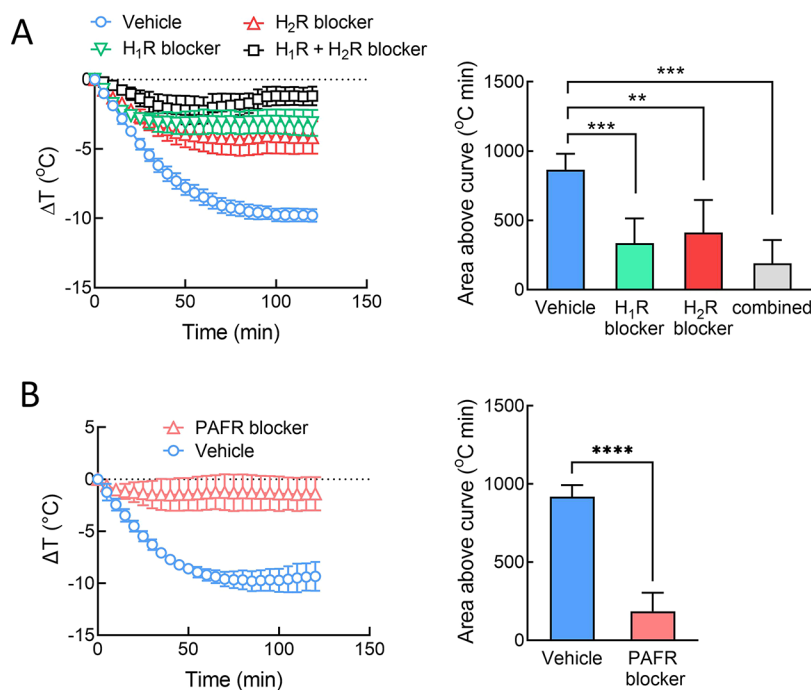 A
Vehicle
H₂R blocker
H₁R blocker
H₁R + H₂R blocker
ΔT (°C)
0
-5
-10
-15
0
50
100
150
Time (min)
Area above curve (°C min)
1500
1000
500
0
***
**
***
Vehicle
H₁R
blocker
H₂R
blocker
combined
B
PAFR blocker
Vehicle
ΔT (°C)
5
0
-5
-10
-15
0
50
100
150
Time (min)
Area above curve (°C min)
1500
1000
500
0
****
Vehicle
PAFR
blocker